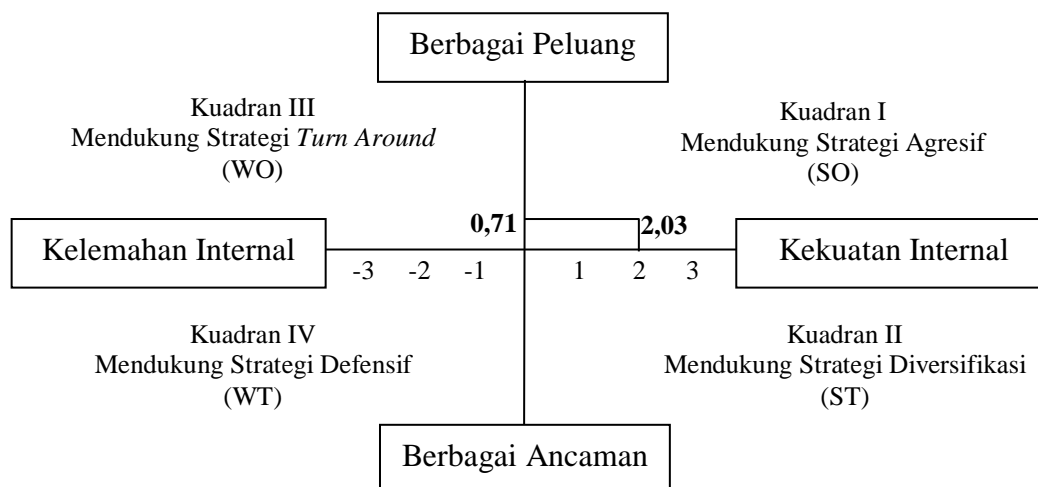 Berbagai Peluang
Kuadran III
Mendukung Strategi Turn Around
(WO)
Kuadran I
Mendukung Strategi Agresif
(SO)
0,71
2,03
Kelemahan Internal
Kekuatan Internal
-3 -2 -1 1 2 3
Kuadran IV
Mendukung Strategi Defensif
(WT)
Kuadran II
Mendukung Strategi Diversifikasi
(ST)
Berbagai Ancaman